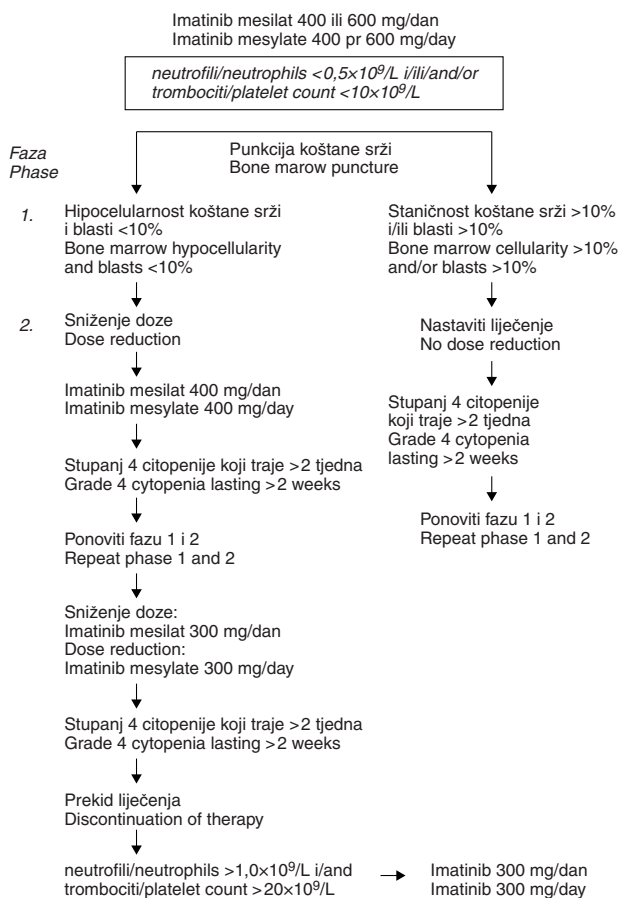 Imatinib mesilat 400 ili 600 mg/dan
Imatinib mesylate 400 pr 600 mg/day
neutrofili/neutrophils <0,5×10⁹/L i/ili/and/or
trombociti/platelet count <10×10⁹/L
Faza
Phase
Punkcija koštane srži
Bone marow puncture
1.
Hipocelularnost koštane srži
i blasti <10%
Bone marrow hypocellularity
and blasts <10%
Staničnost koštane srži >10%
i/ili blasti >10%
Bone marrow cellularity >10%
and/or blasts >10%
2.
Sniženje doze
Dose reduction
Nastaviti liječenje
No dose reduction
Imatinib mesilat 400 mg/dan
Imatinib mesylate 400 mg/day
Stupanj 4 citopenije
koji traje >2 tjedna
Grade 4 cytopenia
lasting >2 weeks
Stupanj 4 citopenije koji traje >2 tjedna
Grade 4 cytopenia lasting >2 weeks
Ponoviti fazu 1 i 2
Repeat phase 1 and 2
Ponoviti fazu 1 i 2
Repeat phase 1 and 2
Sniženje doze:
Imatinib mesilat 300 mg/dan
Dose reduction:
Imatinib mesylate 300 mg/day
Stupanj 4 citopenije koji traje >2 tjedna
Grade 4 cytopenia lasting >2 weeks
Prekid liječenja
Discontinuation of therapy
neutrofili/neutrophils >1,0×10⁹/L i/and
trombociti/platelet count >20×10⁹/L
Imatinib 300 mg/dan
Imatinib 300 mg/day